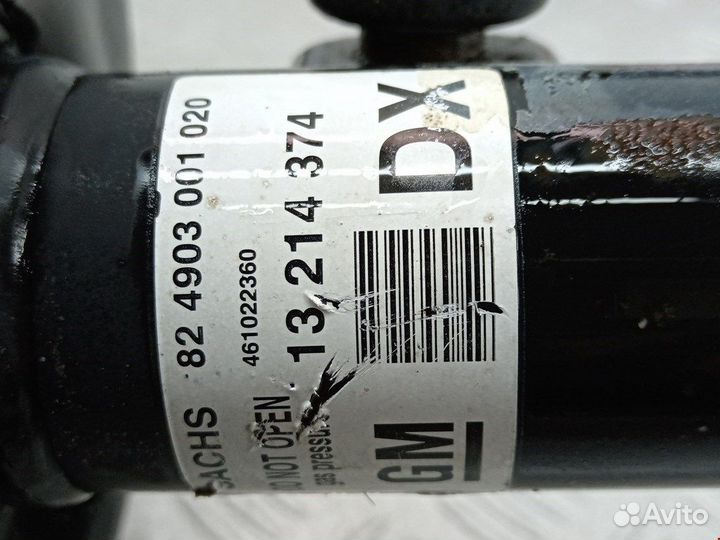 SACHS 82 4903 001 020
461022360
DO NOT OPEN 13 214 374
gas pressure
GM DX
Avito